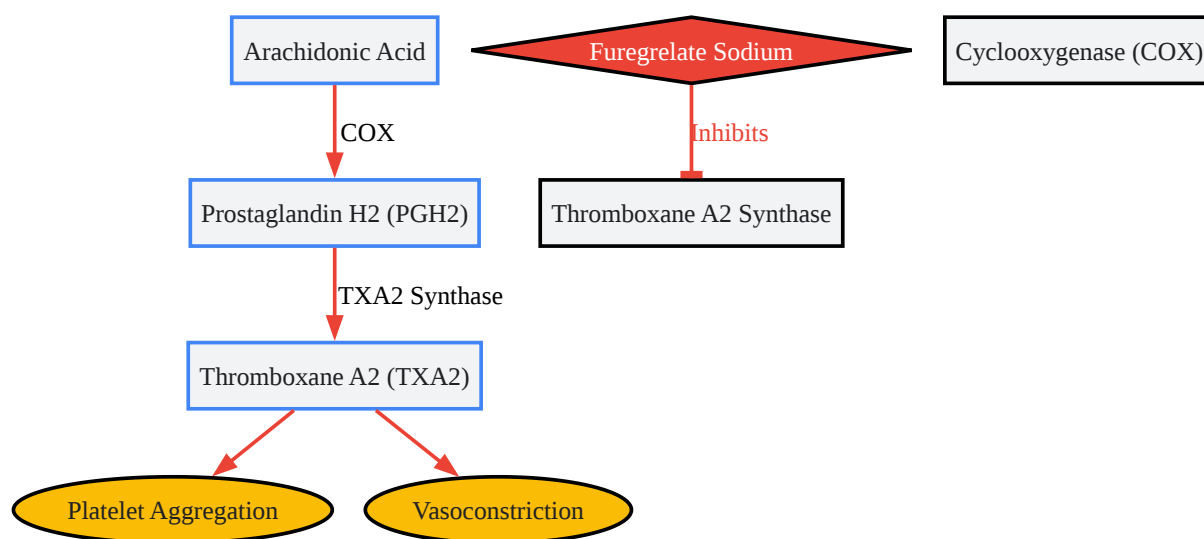 Arachidonic Acid
Furegrelate Sodium
Cyclooxygenase (COX)
COX
Inhibits
Prostaglandin H2 (PGH2)
Thromboxane A2 Synthase
TXA2 Synthase
Thromboxane A2 (TXA2)
Platelet Aggregation
Vasoconstriction